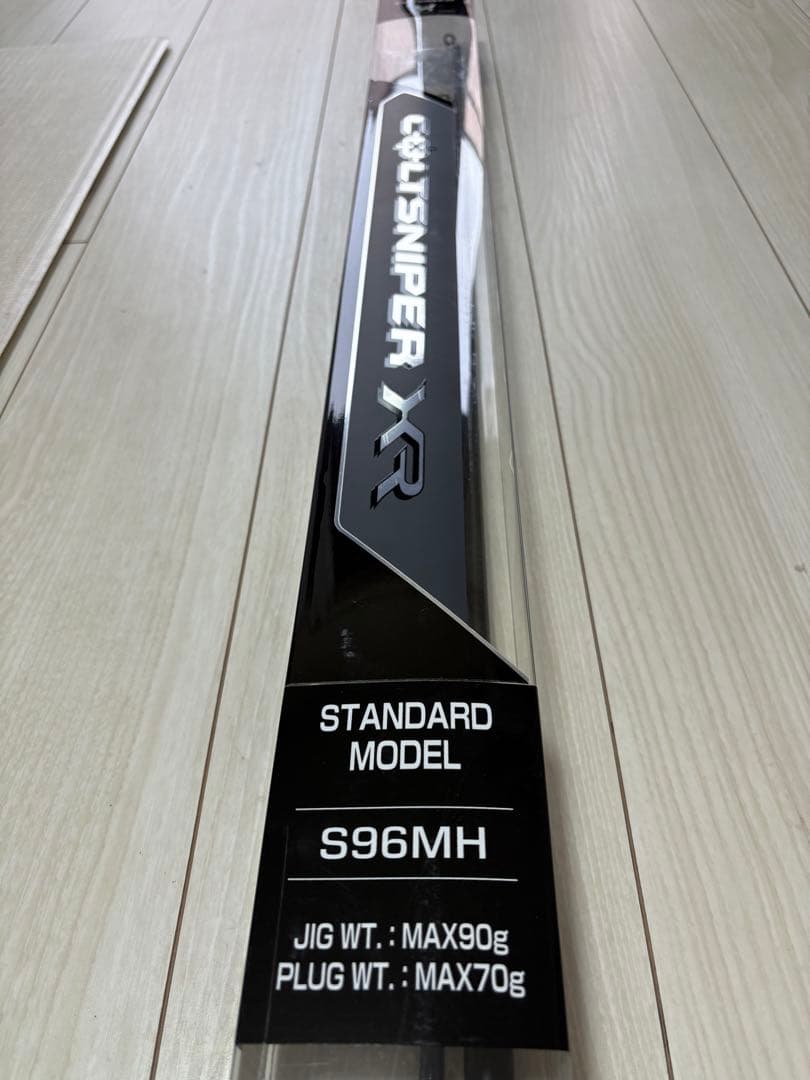 COLTSNIPER XR
STANDARD
MODEL
S96MH
JIG WT. : MAX90g
PLUG WT. : MAX70g